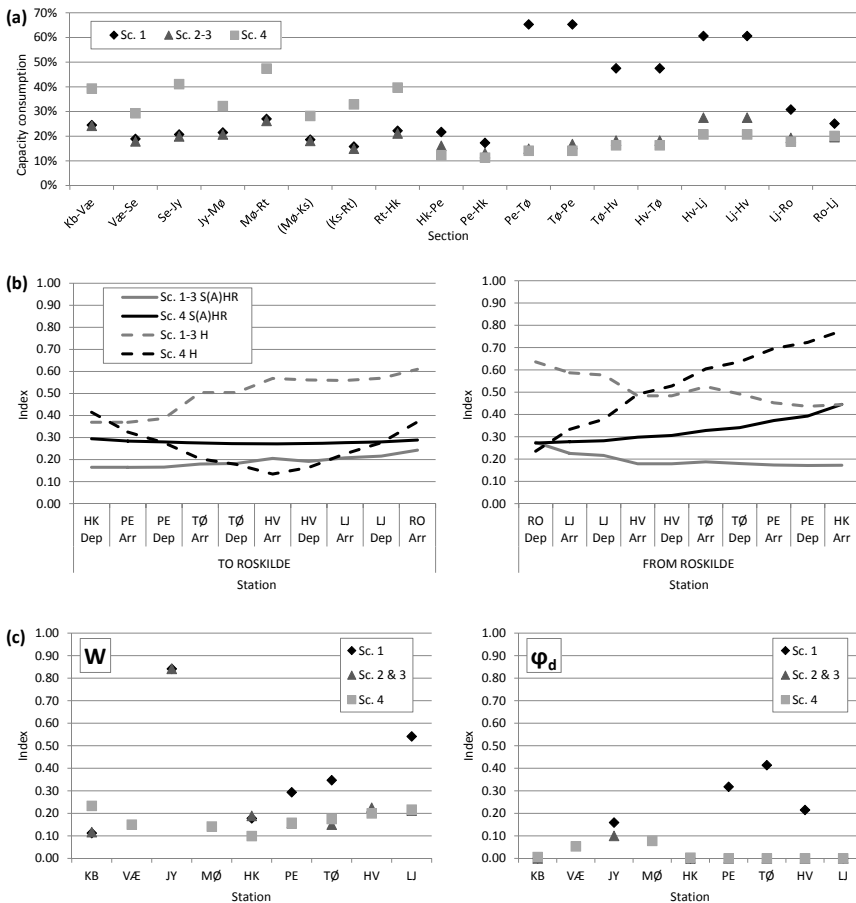 (a)
70%
60%
50%
40%
30%
20%
10%
0%
Capacity consumption
Sc. 1 Sc. 2-3 Sc. 4
Kb-Væ Væ-Se Se-Jy Jy-Mø Mø-Rt (Mø-Ks) (Ks-Rt) Rt-Hk Hk-Pe Pe-Hk Pe-Tø Tø-Pe Tø-Hv Hv-Tø Hv-Lj Lj-Hv Lj-Ro Ro-Lj
Section
(b)
1.00
0.90
0.80
0.70
0.60
0.50
0.40
0.30
0.20
0.10
0.00
Index
Sc. 1-3 S(A)HR
Sc. 4 S(A)HR
Sc. 1-3 H
Sc. 4 H
HK PE PE TØ TØ HV HV LJ LJ RO
Dep Arr Dep Arr Dep Arr Dep Arr Dep Arr
TO ROSKILDE
Station
1.00
0.90
0.80
0.70
0.60
0.50
0.40
0.30
0.20
0.10
0.00
Index
RO LJ LJ HV HV TØ TØ PE PE HK
Dep Arr Dep Arr Dep Arr Dep Arr Dep Arr
FROM ROSKILDE
Station
(c)
1.00
0.90
0.80
0.70
0.60
0.50
0.40
0.30
0.20
0.10
0.00
Index
W
Sc. 1
Sc. 2 & 3
Sc. 4
KB VÆ JY MØ HK PE TØ HV LJ
Station
1.00
0.90
0.80
0.70
0.60
0.50
0.40
0.30
0.20
0.10
0.00
Index
φd
Sc. 1
Sc. 2 & 3
Sc. 4
KB VÆ JY MØ HK PE TØ HV LJ
Station